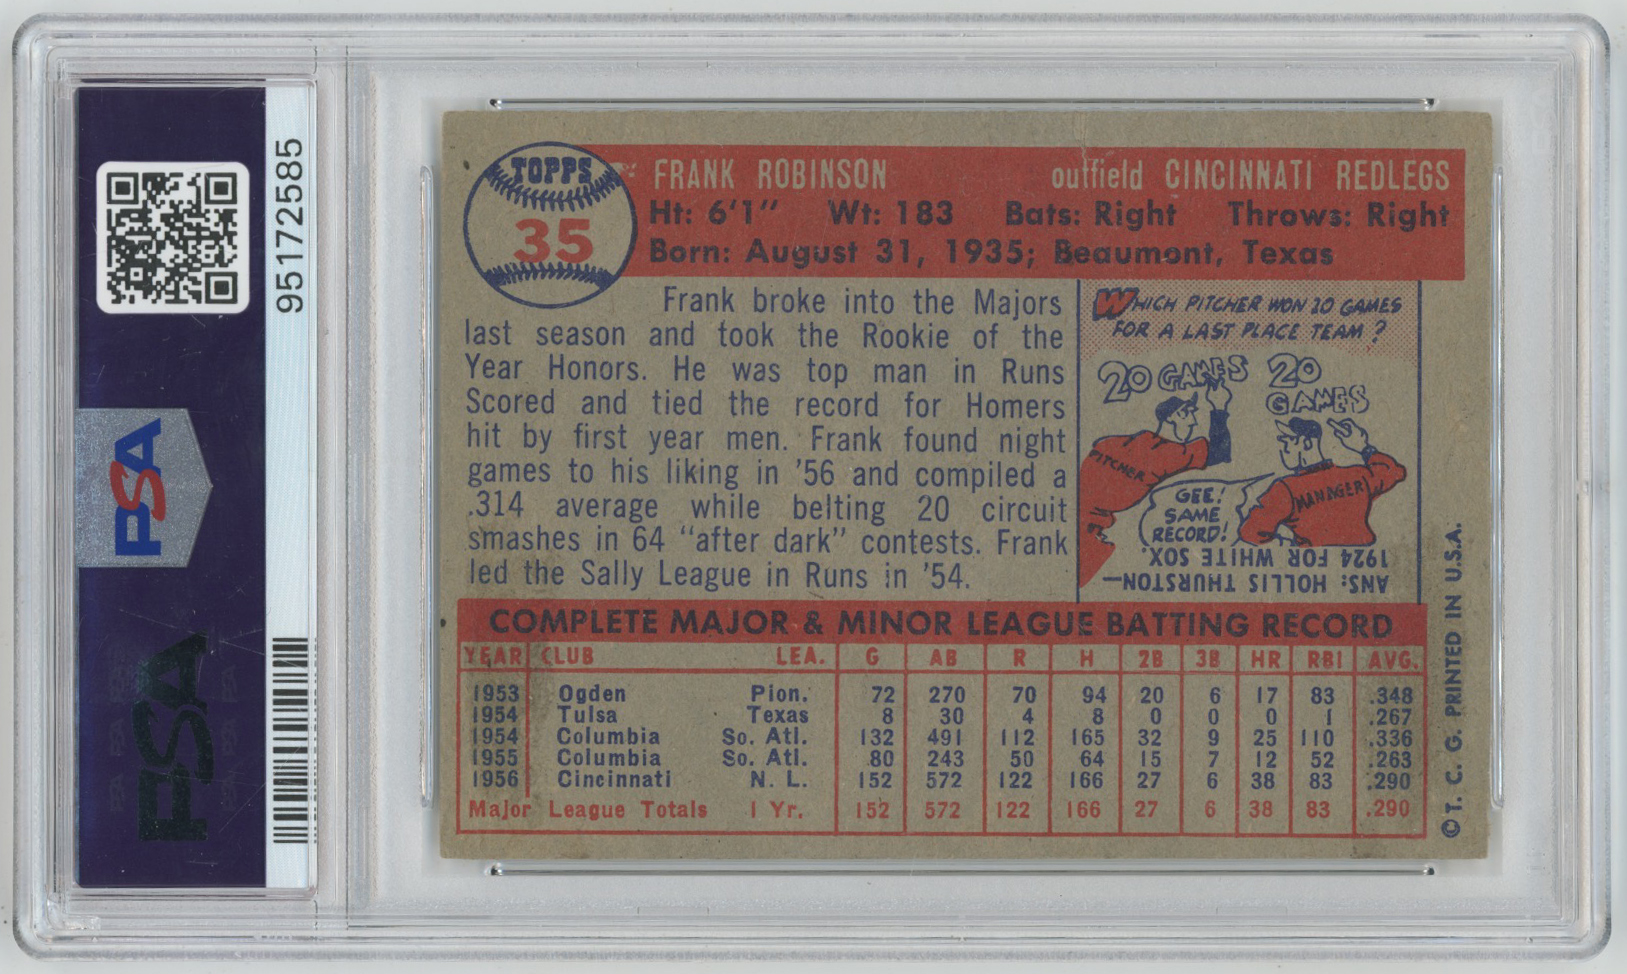 95172585
PSA
PSA
TOPPS
35
FRANK ROBINSON outfield CINCINNATI REDLEGS
Ht: 6'1" Wt: 183 Bats: Right Throws: Right
Born: August 31, 1935; Beaumont, Texas
Frank broke into the Majors
last season and took the Rookie of the
Year Honors. He was top man in Runs
Scored and tied the record for Homers
hit by first year men. Frank found night
games to his liking in '56 and compiled a
.314 average while belting 20 circuit
smashes in 64 "after dark" contests. Frank
led the Sally League in Runs in '54.
WHICH PITCHER WON 20 GAMES
FOR A LAST PLACE TEAM?
20 GAMES 20
GAMES
PITCHER
MANAGER
GEE!
SAME
RECORD!
ANS: HOLLIS THURSTON—
1924 FOR WHITE SOX.
COMPLETE MAJOR & MINOR LEAGUE BATTING RECORD
YEAR CLUB LEA. G AB R H 2B 3B HR RBI AVG.
1953 Ogden Pion. 72 270 70 94 20 6 17 83 .348
1954 Tulsa Texas 8 30 4 8 0 0 0 1 .267
1954 Columbia So. Atl. 132 491 112 165 32 9 25 110 .336
1955 Columbia So. Atl. 80 243 50 64 15 7 12 52 .263
1956 Cincinnati N. L. 152 572 122 166 27 6 38 83 .290
Major League Totals 1 Yr. 152 572 122 166 27 6 38 83 .290
© T. C. G. PRINTED IN U.S.A.